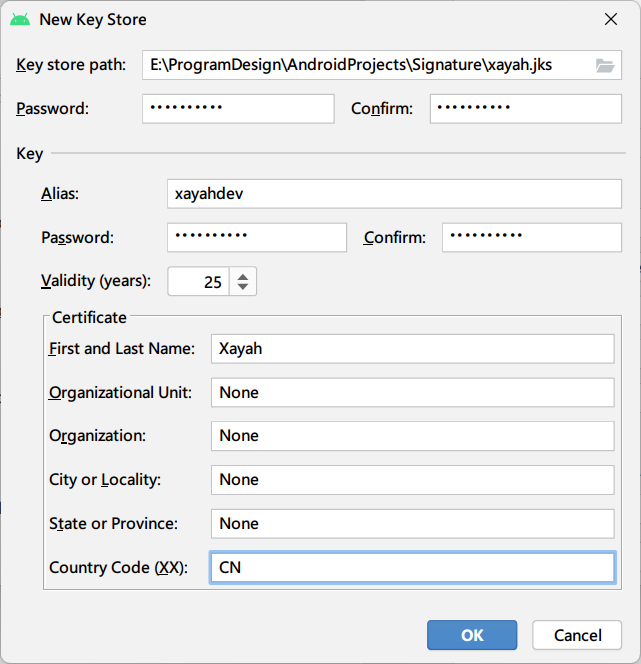 New Key Store
Key store path: E:\ProgramDesign\AndroidProjects\Signature\xayah.jks
Password: •••••••••• Confirm: ••••••••••
Key
Alias: xayahdev
Password: •••••••••• Confirm: ••••••••••
Validity (years): 25
Certificate
First and Last Name: Xayah
Organizational Unit: None
Organization: None
City or Locality: None
State or Province: None
Country Code (XX): CN
OK Cancel